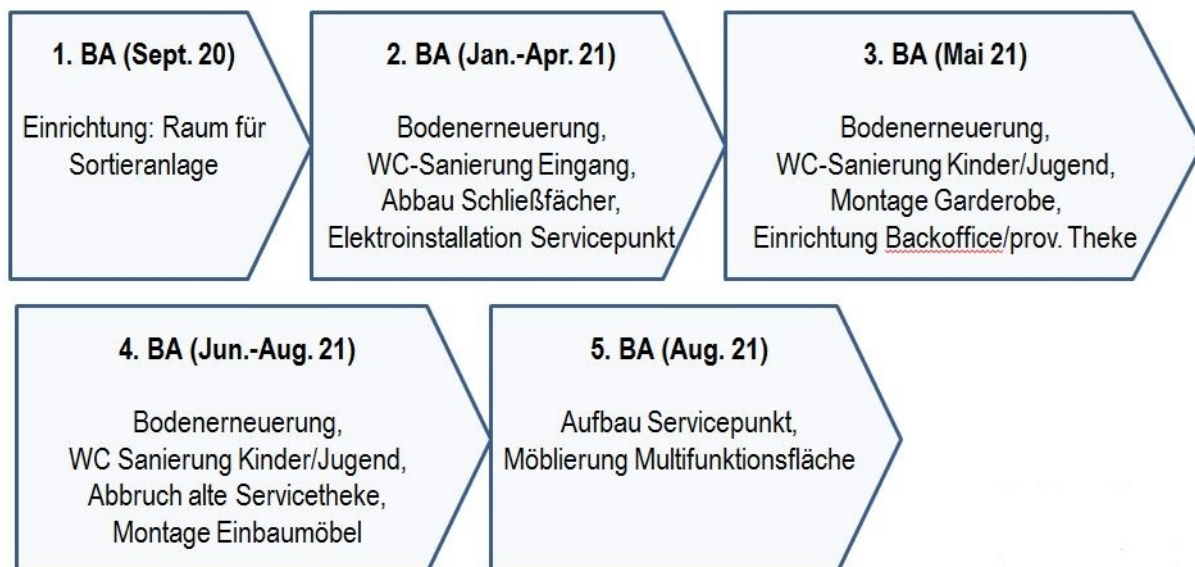 1. BA (Sept. 20)
Einrichtung: Raum für
Sortieranlage
2. BA (Jan.-Apr. 21)
Bodenerneuerung,
WC-Sanierung Eingang,
Abbau Schließfächer,
Elektroinstallation Servicepunkt
3. BA (Mai 21)
Bodenerneuerung,
WC-Sanierung Kinder/Jugend,
Montage Garderobe,
Einrichtung Backoffice/prov. Theke
4. BA (Jun.-Aug. 21)
Bodenerneuerung,
WC Sanierung Kinder/Jugend,
Abbruch alte Servicetheke,
Montage Einbaumöbel
5. BA (Aug. 21)
Aufbau Servicepunkt,
Möblierung Multifunktionsfläche